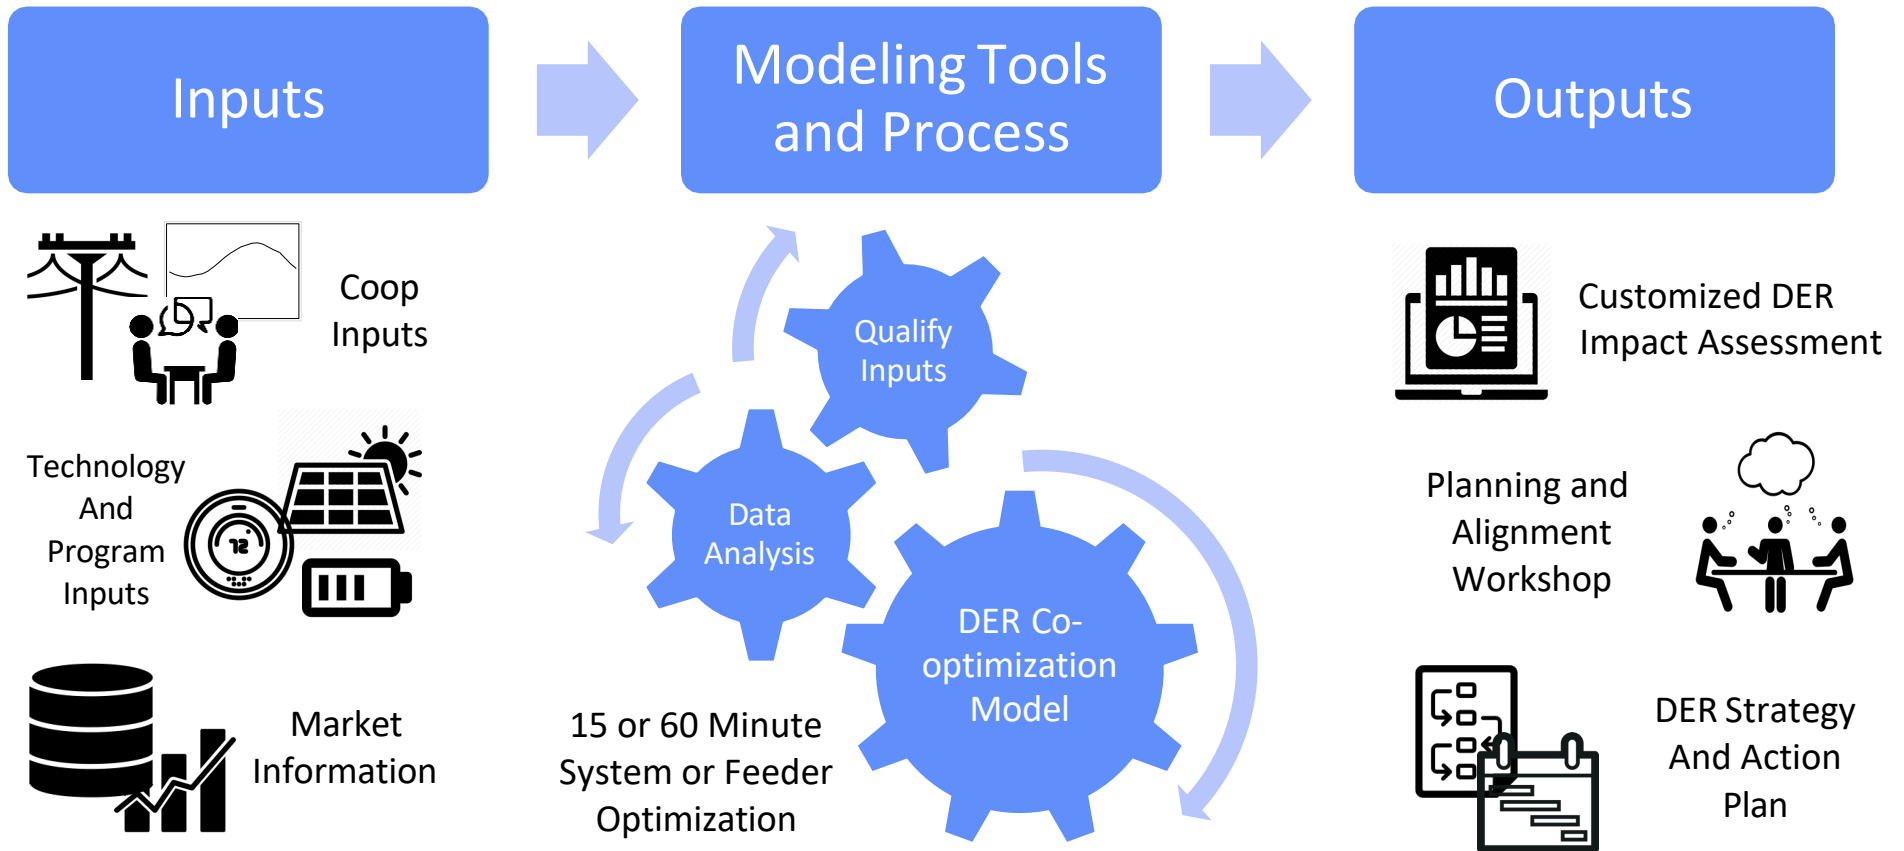 Inputs
Modeling Tools
and Process
Outputs
Coop
Inputs
Technology
And
Program
Inputs
72
Market
Information
Qualify
Inputs
Data
Analysis
DER Co-
optimization
Model
15 or 60 Minute
System or Feeder
Optimization
Customized DER
Impact Assessment
Planning and
Alignment
Workshop
DER Strategy
And Action
Plan